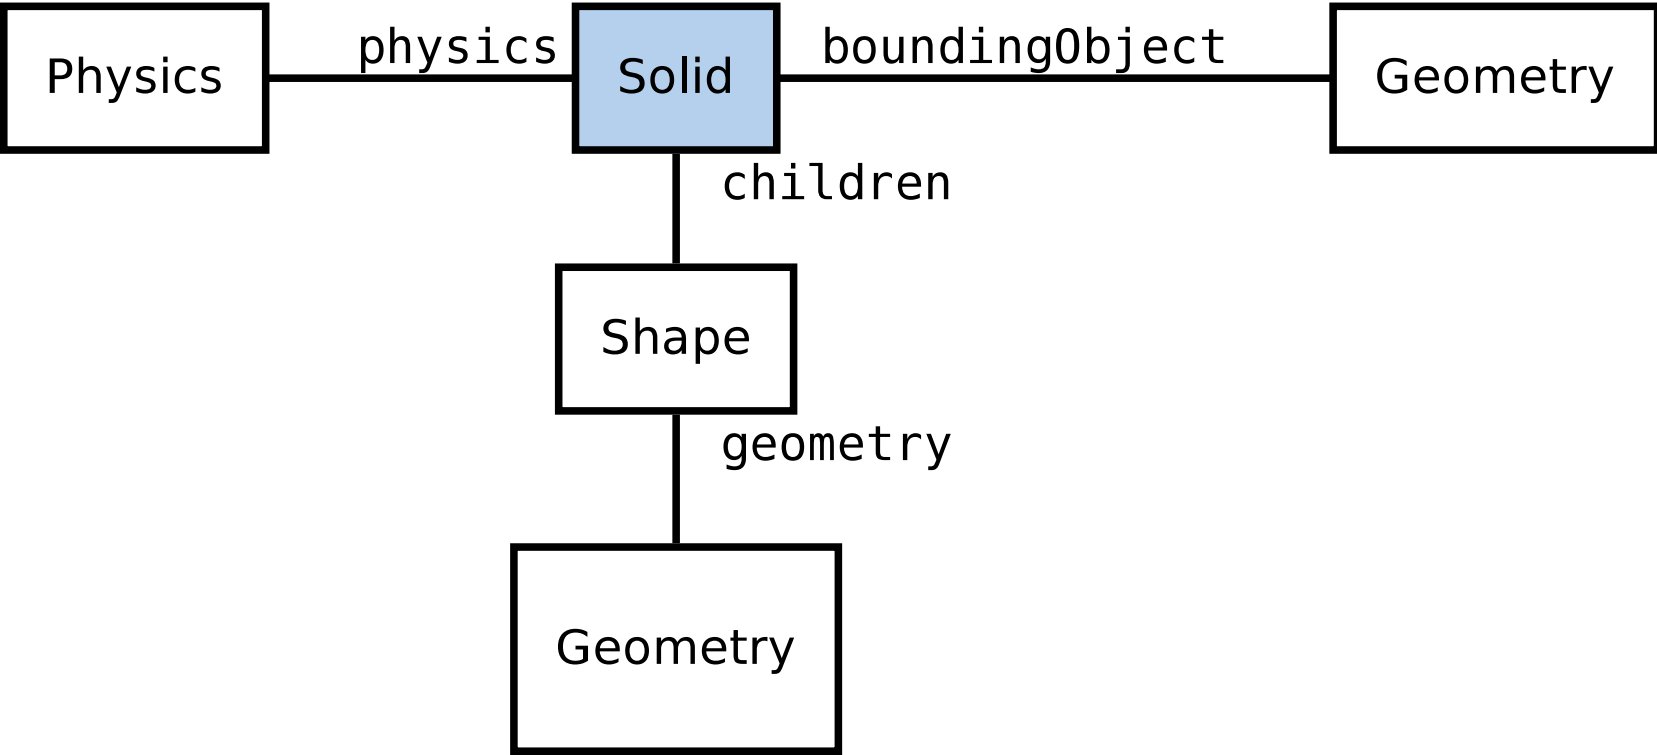 physics
boundingObject
Physics
Solid
Geometry
children
Shape
geometry
Geometry